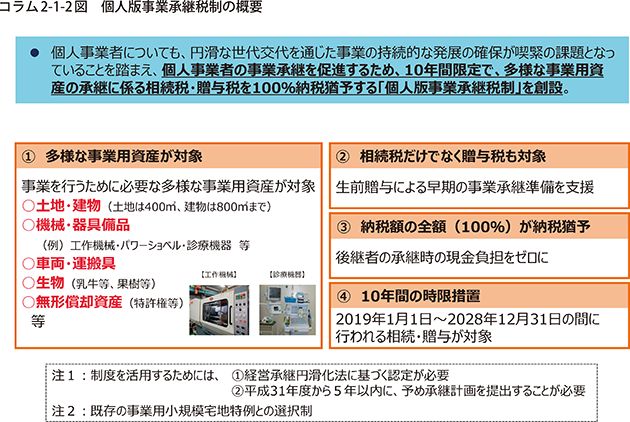 コラム2-1-2図　個人版事業承継税制の概要
● 個人事業者についても、円滑な世代交代を通じた事業の持続的な発展の確保が喫緊の課題となっ
ていることを踏まえ、個人事業者の事業承継を促進するため、10年間限定で、多様な事業用資
産の承継に係る相続税・贈与税を100%納税猶予する「個人版事業承継税制」を創設。
① 多様な事業用資産が対象
事業を行うために必要な多様な事業用資産が対象
○土地・建物（土地は400㎡、建物は800㎡まで）
○機械・器具備品
（例）工作機械・パワーショベル・診療機器　等
○車両・運搬具
○生物（乳牛等、果樹等）
○無形償却資産（特許権等）
等
【工作機械】
【診療機器】
② 相続税だけでなく贈与税も対象
生前贈与による早期の事業承継準備を支援
③ 納税額の全額（100%）が納税猶予
後継者の承継時の現金負担をゼロに
④ 10年間の時限措置
2019年1月1日～2028年12月31日の間に
行われる相続・贈与が対象
注１：制度を活用するためには、　①経営承継円滑化法に基づく認定が必要
②平成31年度から５年以内に、予め承継計画を提出することが必要
注２：既存の事業用小規模宅地特例との選択制